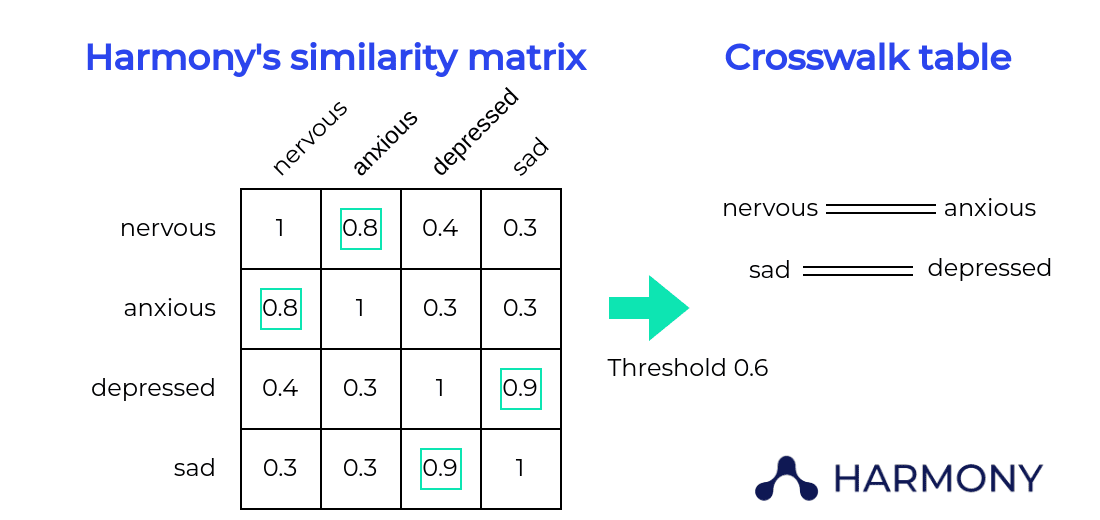 Harmony's similarity matrix
Crosswalk table
nervous anxious depressed sad
nervous 1 0.8 0.4 0.3
anxious 0.8 1 0.3 0.3
depressed 0.4 0.3 1 0.9
sad 0.3 0.3 0.9 1
Threshold 0.6
nervous anxious
sad depressed
HARMONY